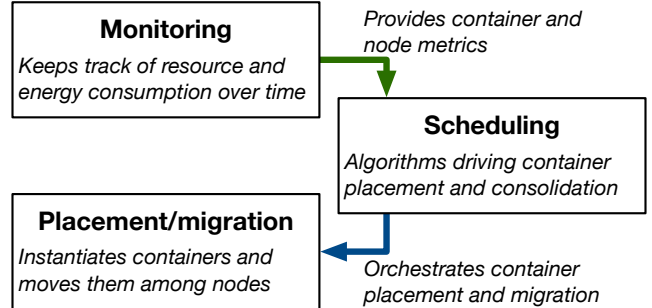 Monitoring
Keeps track of resource and
energy consumption over time
Provides container and
node metrics
Scheduling
Algorithms driving container
placement and consolidation
Placement/migration
Instantiates containers and
moves them among nodes
Orchestrates container
placement and migration